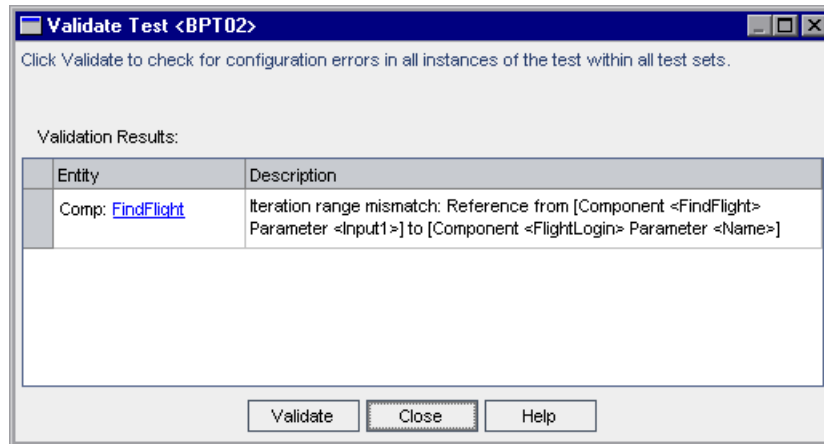 Validate Test <BPT02>
Click Validate to check for configuration errors in all instances of the test within all test sets.
Validation Results:
Entity Description
Comp: FindFlight Iteration range mismatch: Reference from [Component <FindFlight>
Parameter <Input1>] to [Component <FlightLogin> Parameter <Name>]
Validate Close Help